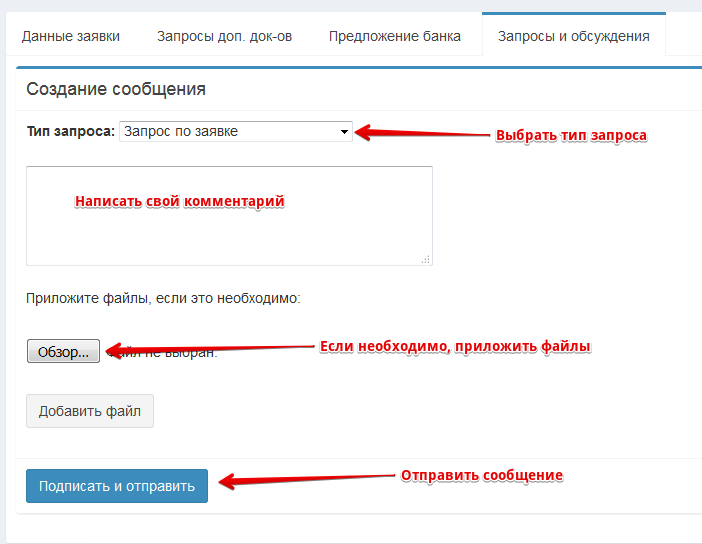 Данные заявки Запросы доп. док-ов Предложение банка Запросы и обсуждения
Создание сообщения
Тип запроса: Запрос по заявке Выбрать тип запроса
Написать свой комментарий
Приложите файлы, если это необходимо:
Обзор... Файл не выбран. Если необходимо, приложить файлы
Добавить файл
Подписать и отправить Отправить сообщение